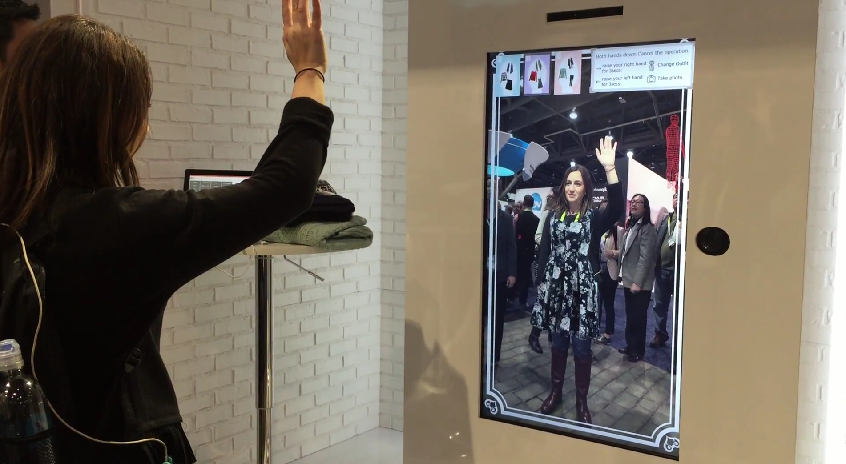 Both hands down: Cease the operation
raise your right hand
for 3secs: Change Outfit
raise your left hand
for 3secs: Take photo